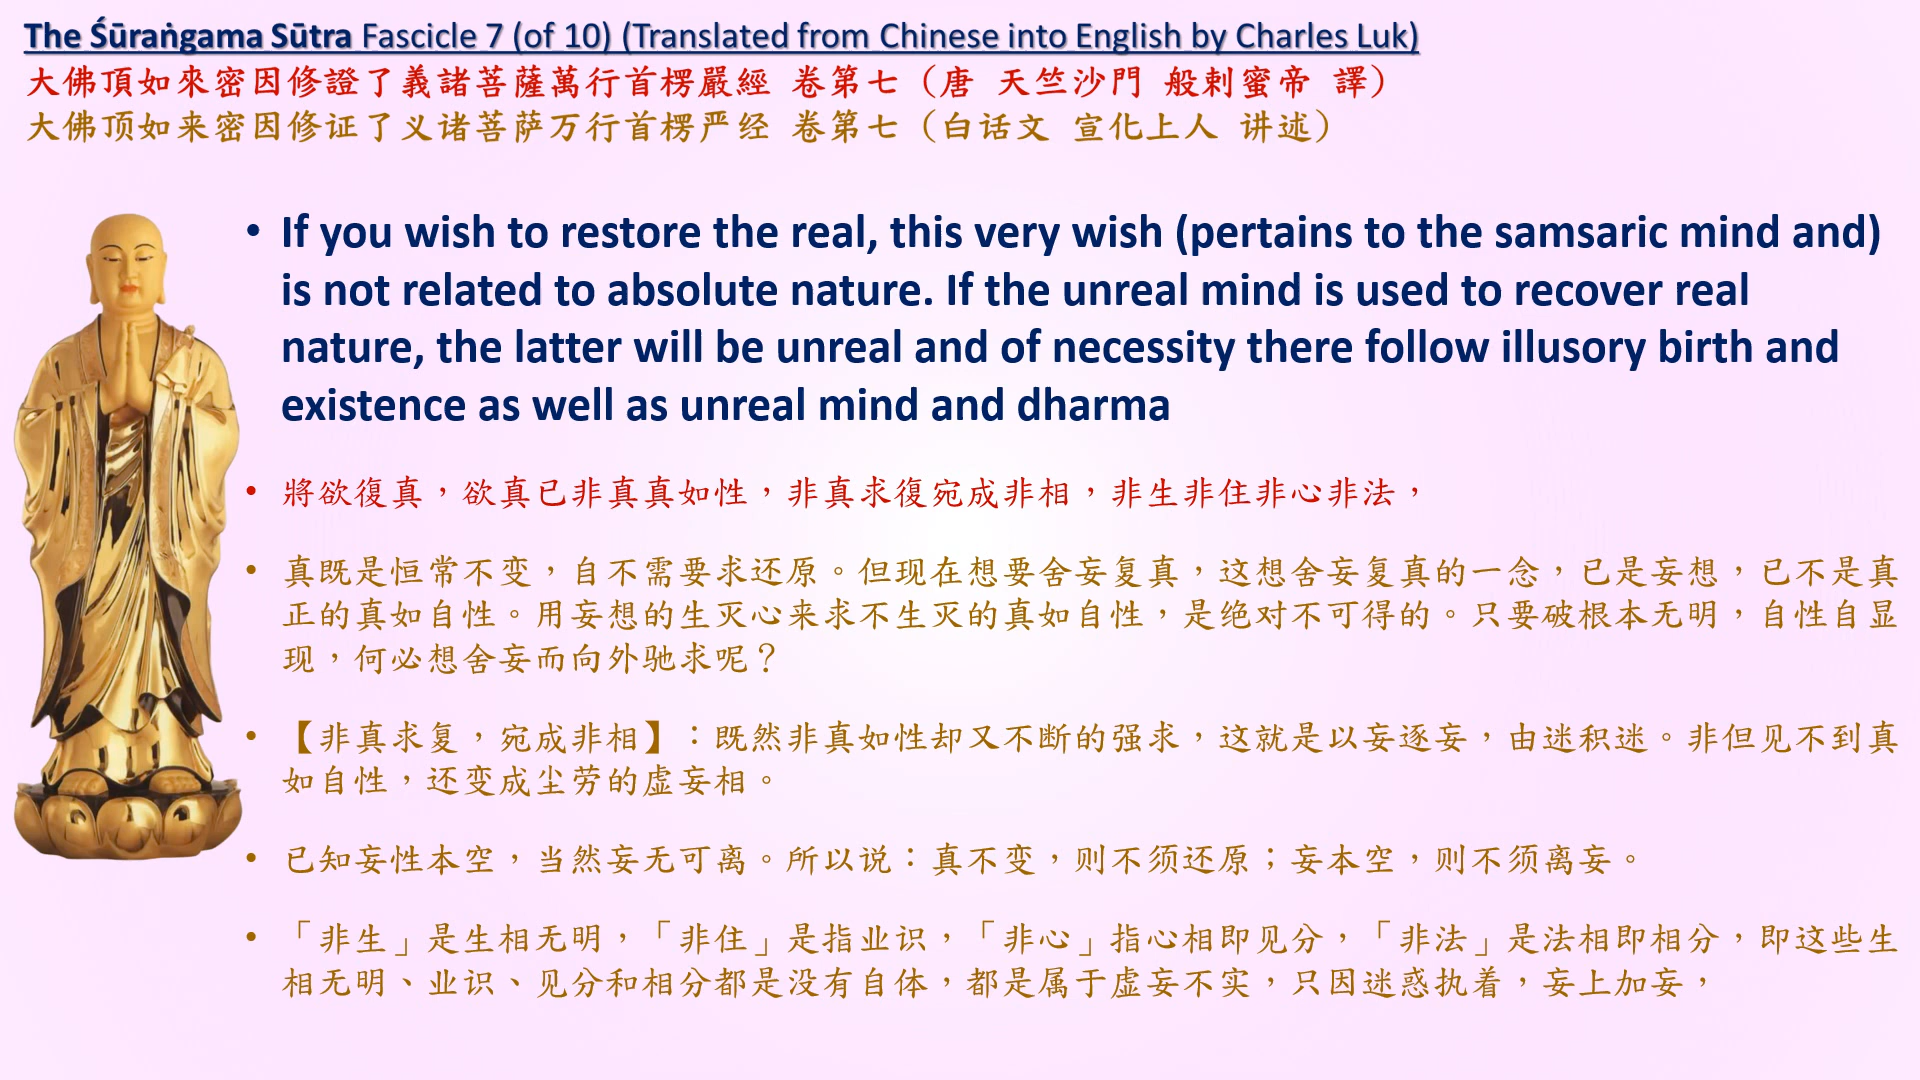 The Śūraṅgama Sūtra Fascicle 7 (of 10) (Translated from Chinese into English by Charles Luk)
大佛頂如來密因修證了義諸菩薩萬行首楞嚴經 卷第七（唐 天竺沙門 般剌蜜帝 譯）
大佛顶如来密因修证了义诸菩萨万行首楞严经 卷第七（白话文 宣化上人 讲述）
• If you wish to restore the real, this very wish (pertains to the samsaric mind and)
is not related to absolute nature. If the unreal mind is used to recover real
nature, the latter will be unreal and of necessity there follow illusory birth and
existence as well as unreal mind and dharma
• 將欲復真，欲真已非真真如性，非真求復宛成非相，非生非住非心非法，
• 真既是恒常不变，自不需要求还原。但现在想要舍妄复真，这想舍妄复真的一念，已是妄想，已不是真
正的真如自性。用妄想的生灭心来求不生灭的真如自性，是绝对不可得的。只要破根本无明，自性自显
现，何必想舍妄而向外驰求呢？
• 【非真求复，宛成非相】：既然非真如性却又不断的强求，这就是以妄逐妄，由迷积迷。非但见不到真
如自性，还变成尘劳的虚妄相。
• 已知妄性本空，当然妄无可离。所以说：真不变，则不须还原；妄本空，则不须离妄。
• 「非生」是生相无明，「非住」是指业识，「非心」指心相即见分，「非法」是法相即相分，即这些生
相无明、业识、见分和相分都是没有自体，都是属于虚妄不实，只因迷惑执着，妄上加妄，